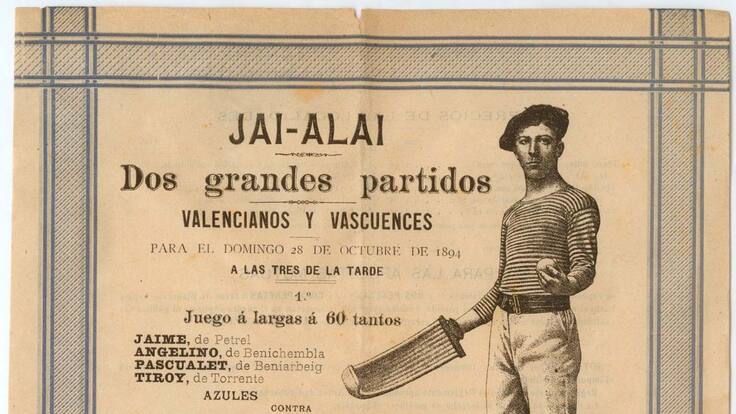 JAI-ALAI
Dos grandes partidos
VALENCIANOS Y VASCUENCES
PARA EL DOMINGO 28 DE OCTUBRE DE 1894
A LAS TRES DE LA TARDE
1.º
Juego á largas á 60 tantos
JAIME, de Petrel
ANGELINO, de Benichembla
PASCUALET, de Beniarbeig
TIROY, de Torrente
AZULES
CONTRA